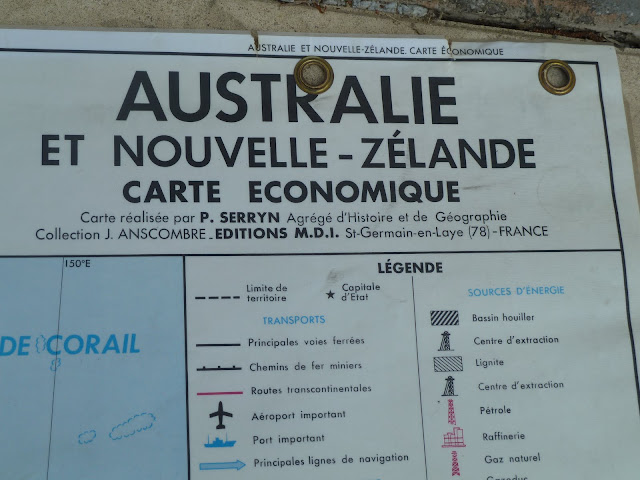 AUSTRALIE ET NOUVELLE-ZÉLANDE. CARTE ÉCONOMIQUE
AUSTRALIE
ET NOUVELLE-ZÉLANDE
CARTE ECONOMIQUE
Carte réalisée par P. SERRYN Agrégé d'Histoire et de Géographie
Collection J. ANSCOMBRE_EDITIONS M.D.I. St-Germain-en-Laye (78)-FRANCE
150°E
DE CORAIL
LÉGENDE
Limite de
territoire
Capitale
d'Etat
TRANSPORTS
Principales voies ferrées
Chemins de fer miniers
Routes transcontinentales
Aéroport important
Port important
Principales lignes de navigation
SOURCES D'ÉNERGIE
Bassin houiller
Centre d'extraction
Lignite
Centre d'extraction
Pétrole
Raffinerie
Gaz naturel
Gazoduc